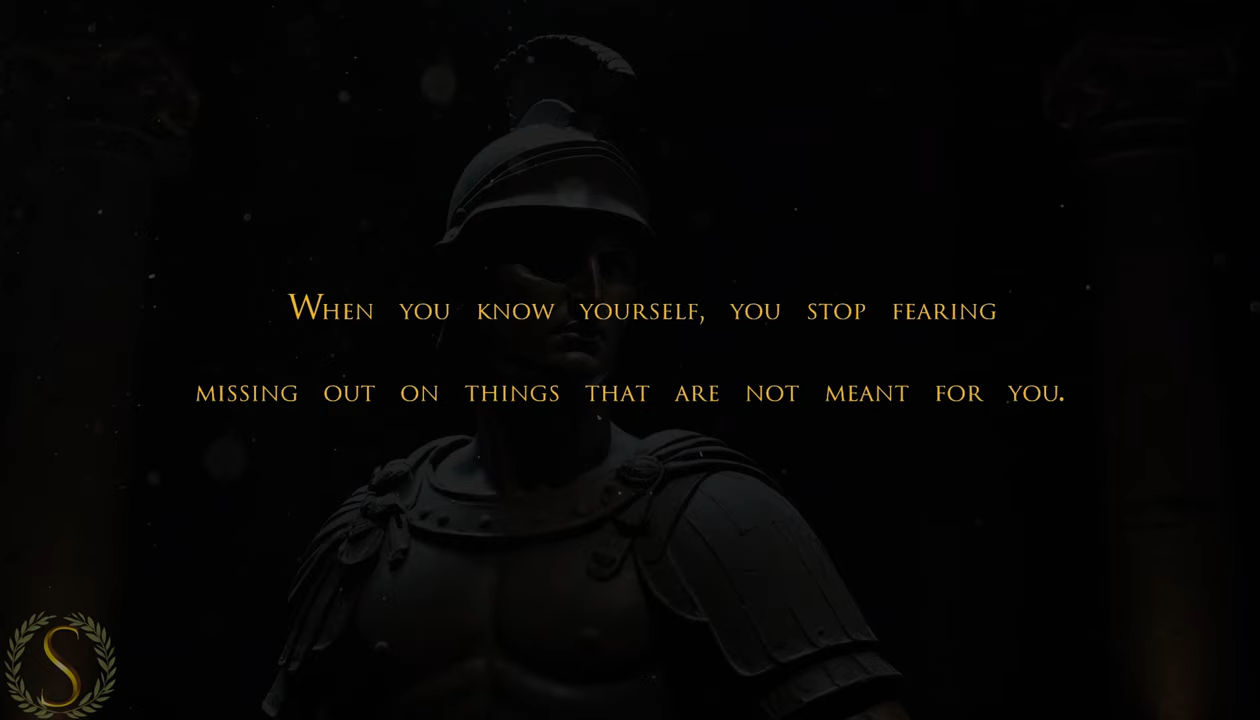 When you know yourself, you stop fearing
missing out on things that are not meant for you.
S